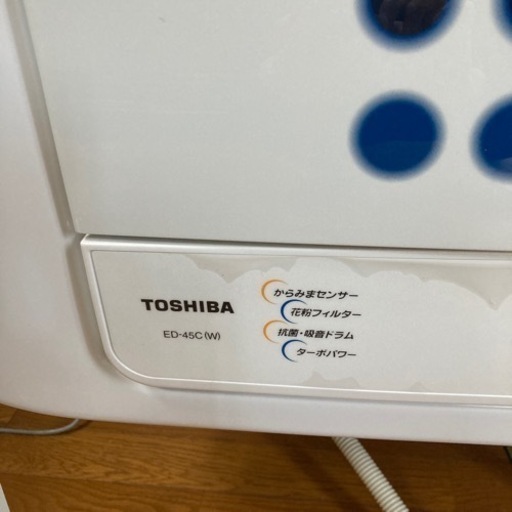 TOSHIBA
ED-45C(W)
からみまセンサー
花粉フィルター
抗菌・吸音ドラム
ターボパワー